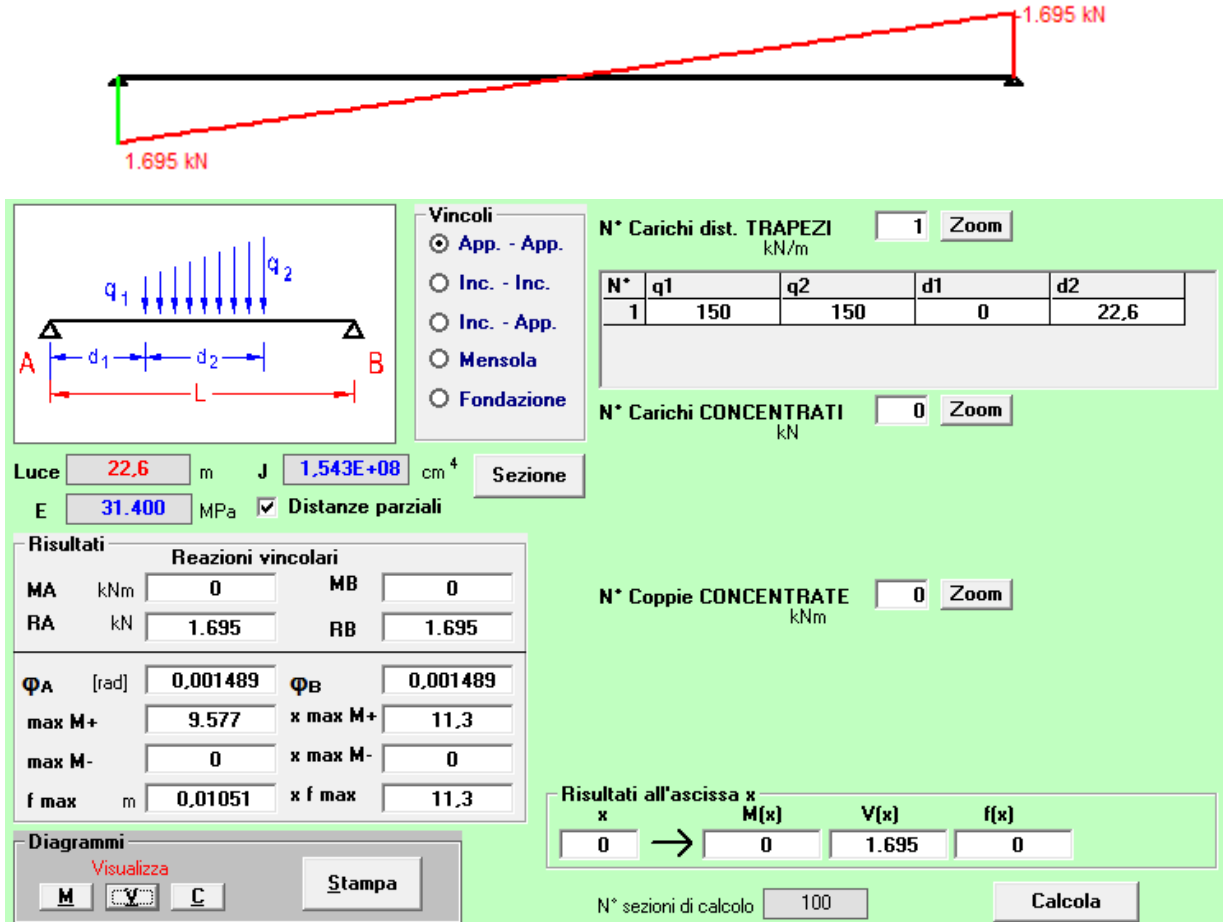 -1.695 kN
1.695 kN
q1 q2
A d1 d2 B
L
Vincoli
App. - App.
Inc. - Inc.
Inc. - App.
Mensola
Fondazione
N° Carichi dist. TRAPEZI 1 Zoom
kN/m
N° q1 q2 d1 d2
1 150 150 0 22,6
N° Carichi CONCENTRATI 0 Zoom
kN
Luce 22,6 m J 1,543E+08 cm 4 Sezione
E 31.400 MPa Distanze parziali
N° Coppie CONCENTRATE 0 Zoom
kNm
Risultati
Reazioni vincolari
MA kNm 0 MB 0
RA kN 1.695 RB 1.695
φA [rad] 0,001489 φB 0,001489
max M+ 9.577 x max M+ 11,3
max M- 0 x max M- 0
f max m 0,01051 x f max 11,3
Risultati all'ascissa x
x M(x) V(x) f(x)
0 0 1.695 0
Diagrammi
Visualizza
M V C Stampa
N° sezioni di calcolo 100 Calcola